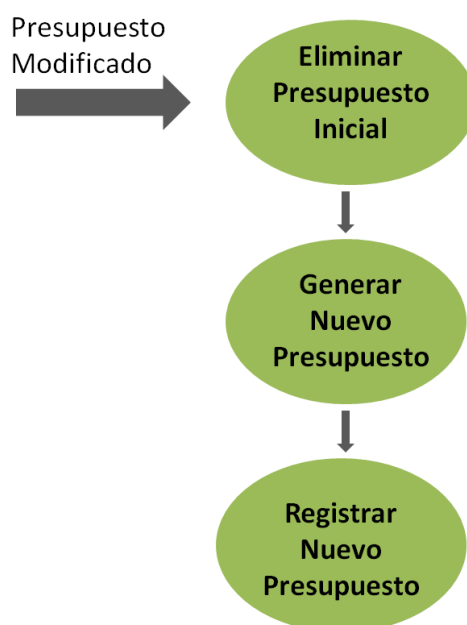 Presupuesto
Modificado
Eliminar
Presupuesto
Inicial
Generar
Nuevo
Presupuesto
Registrar
Nuevo
Presupuesto